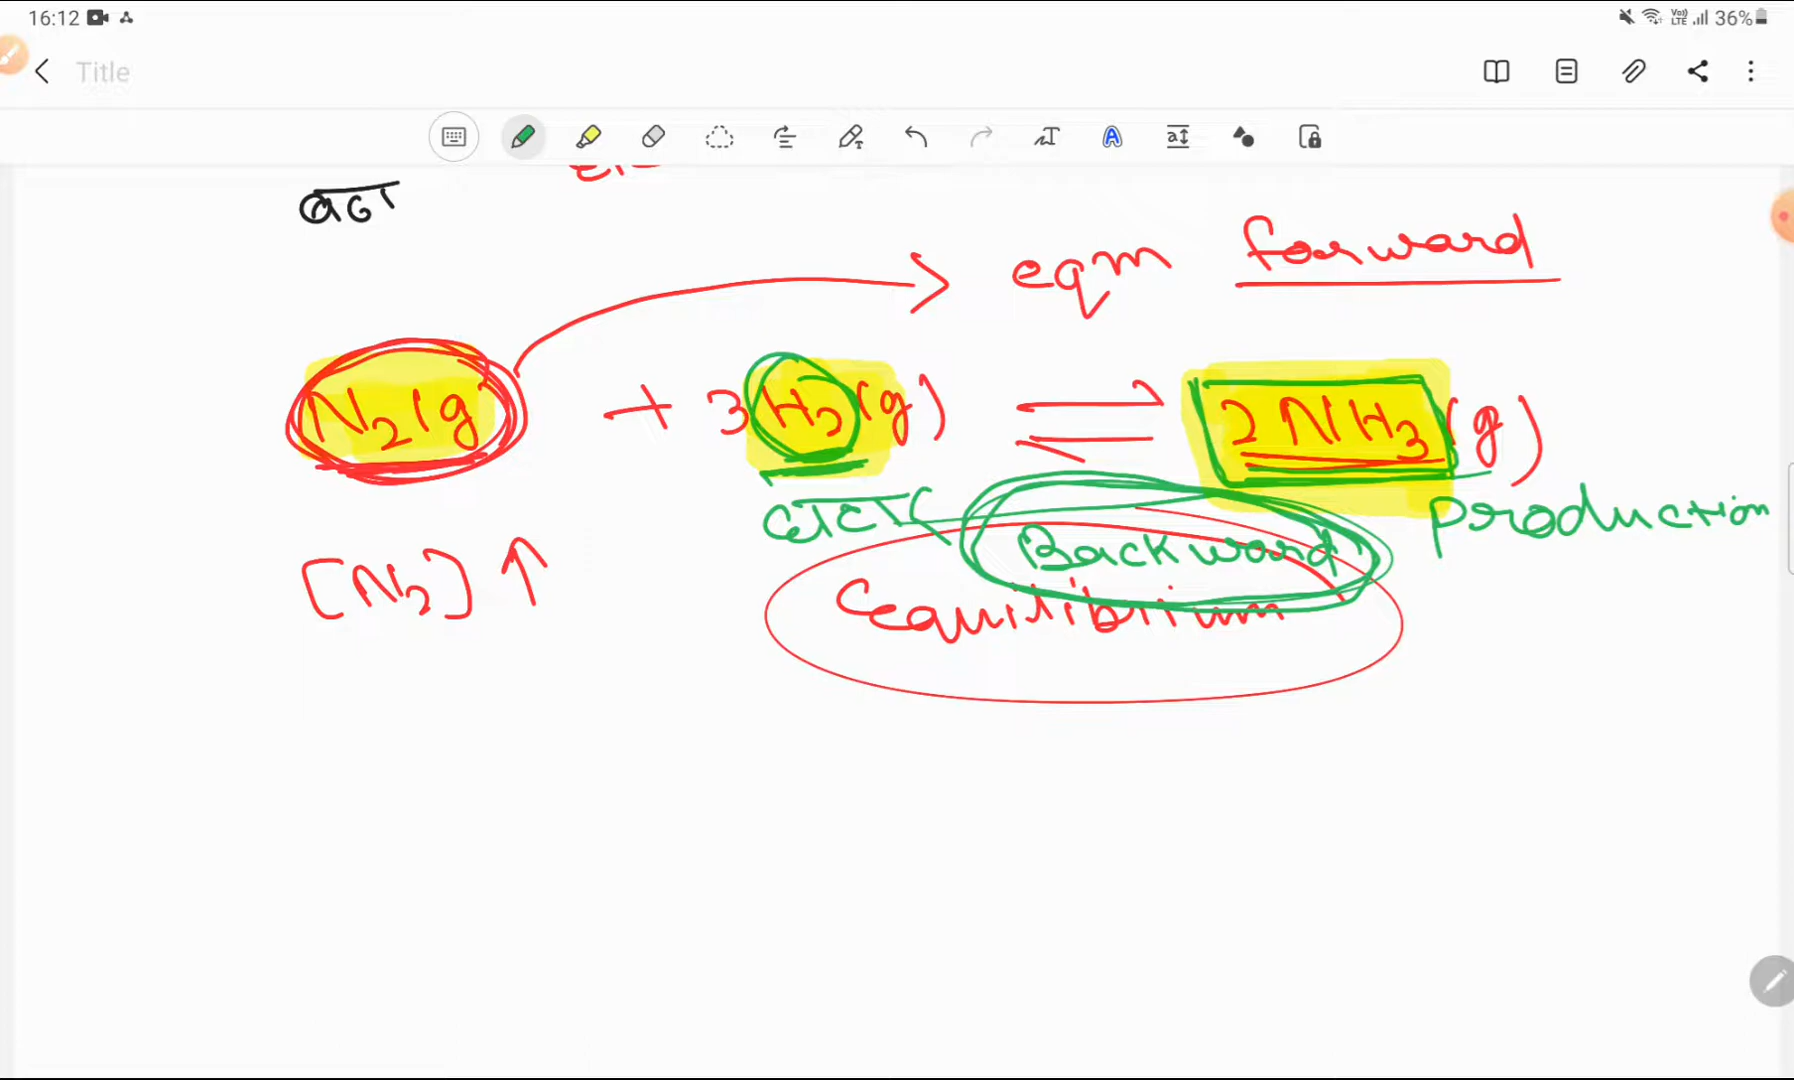 16:12 36%
Title
eqm forward
N2(g + 3H2(g) ⇌ 2NH3(g)
production
Backward
[N2] ↑ equilibrium